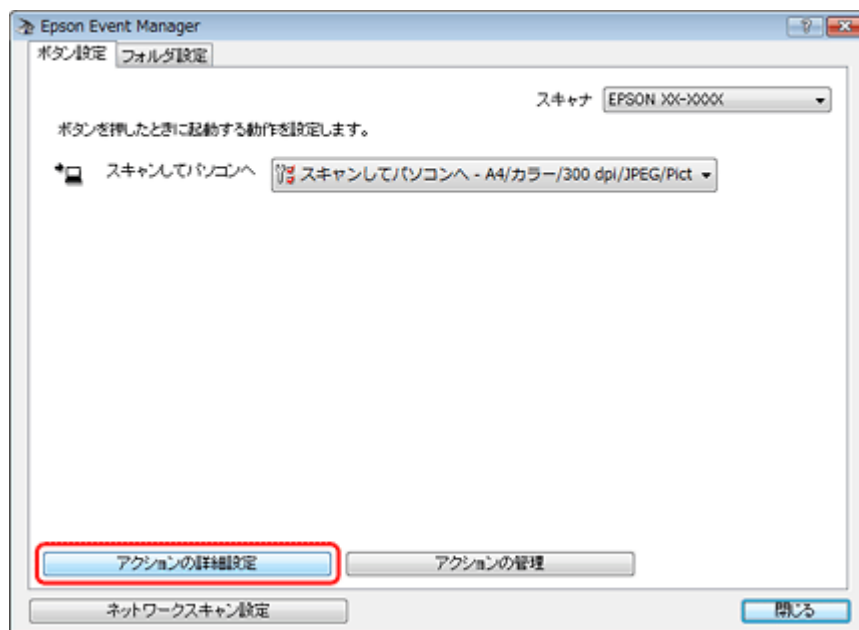 Epson Event Manager
ボタン設定 フォルダ設定
スキャナ EPSON XX-XXXX
ボタンを押したときに起動する動作を設定します。
スキャンしてパソコンへ スキャンしてパソコンへ - A4/カラー/300 dpi/JPEG/Pict
アクションの詳細設定 アクションの管理
ネットワークスキャン設定 閉じる